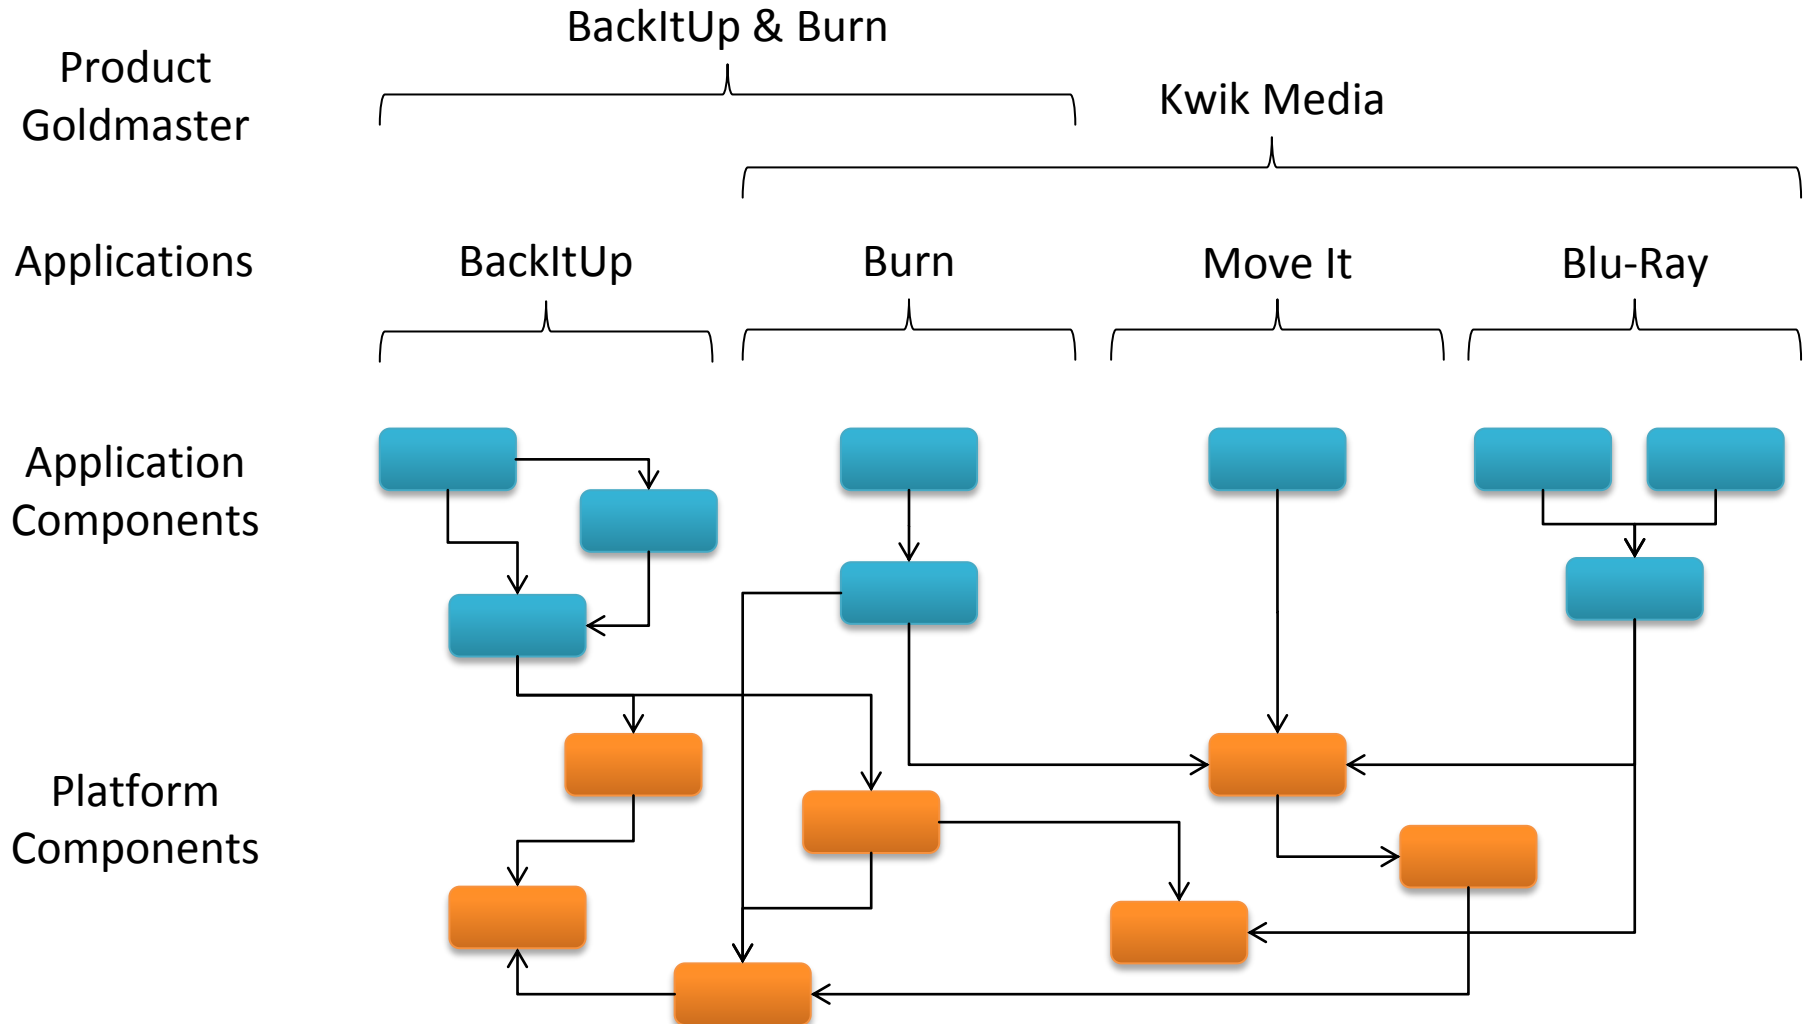 BackItUp & Burn
Product
Goldmaster
Kwik Media
Applications
BackItUp
Burn
Move It
Blu-Ray
Application
Components
Platform
Components